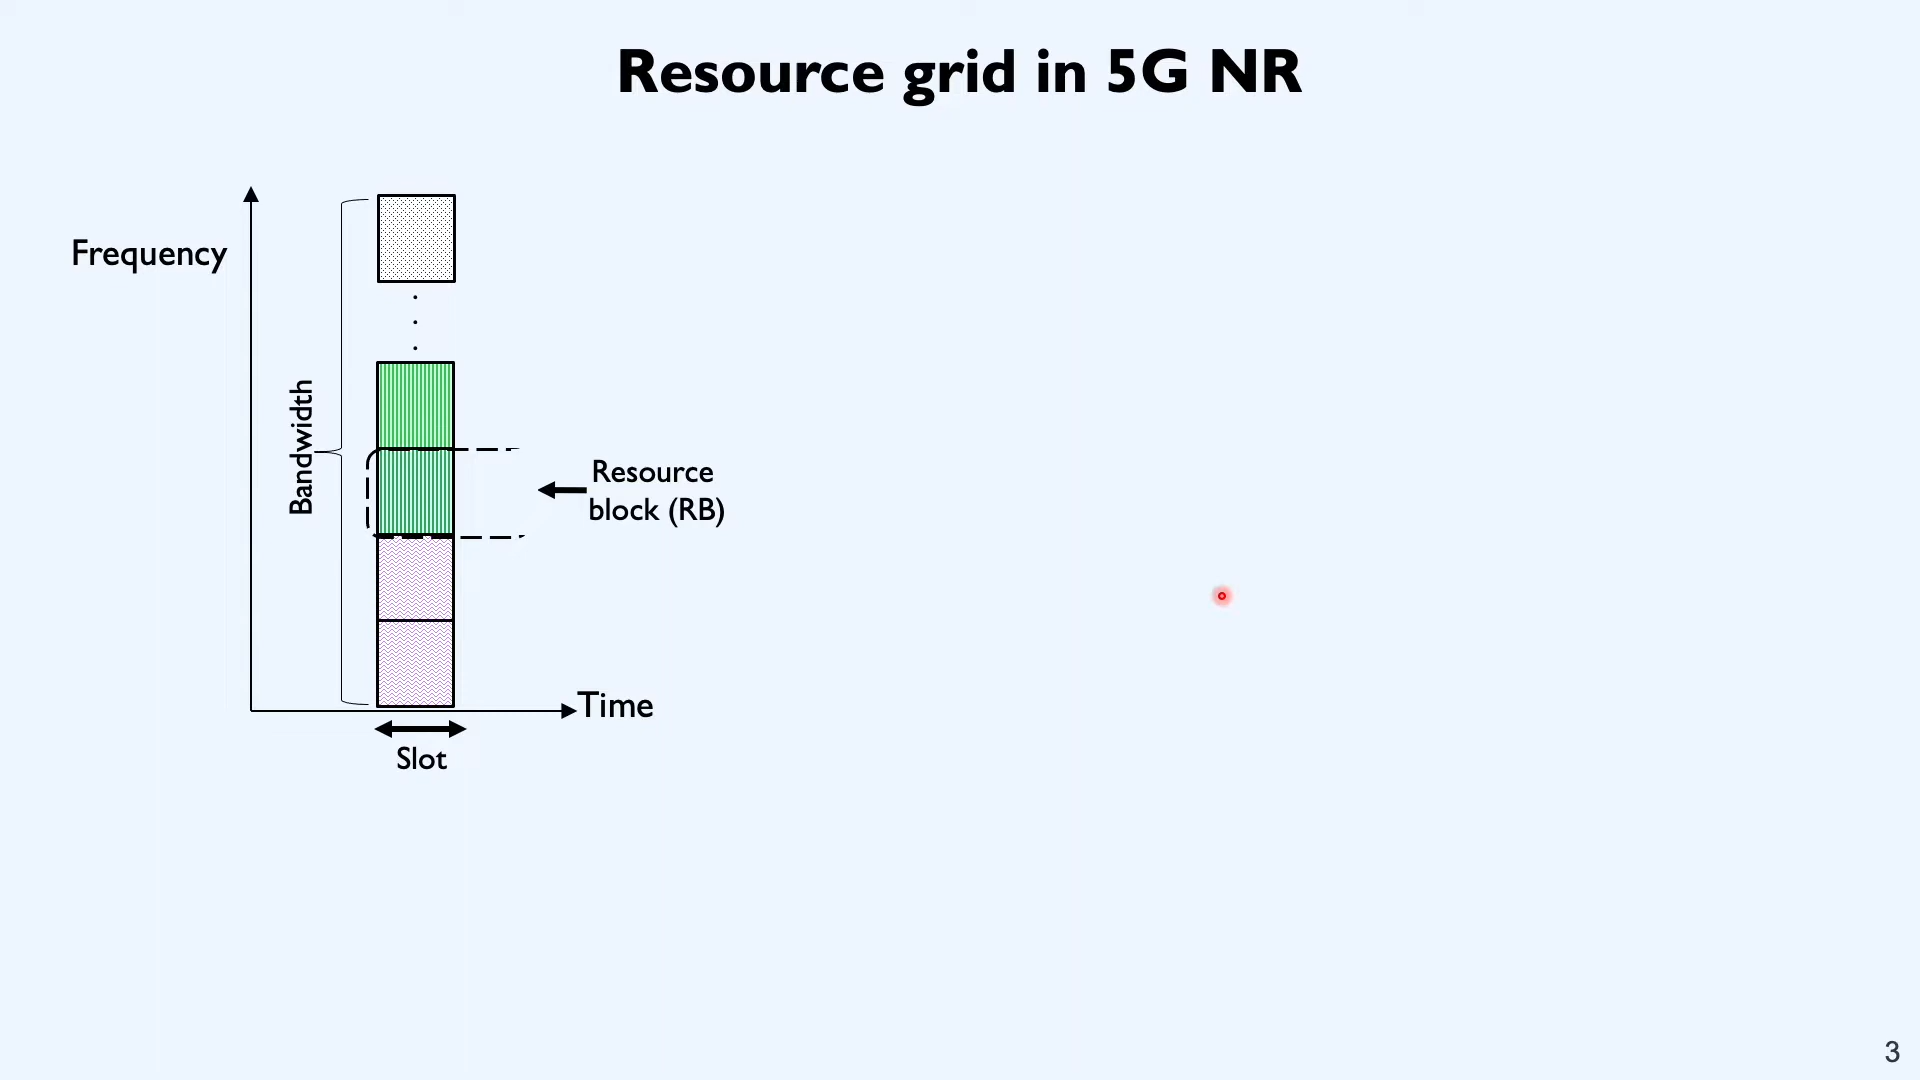 Resource grid in 5G NR
Frequency
Bandwidth
Resource
block (RB)
Time
Slot
3